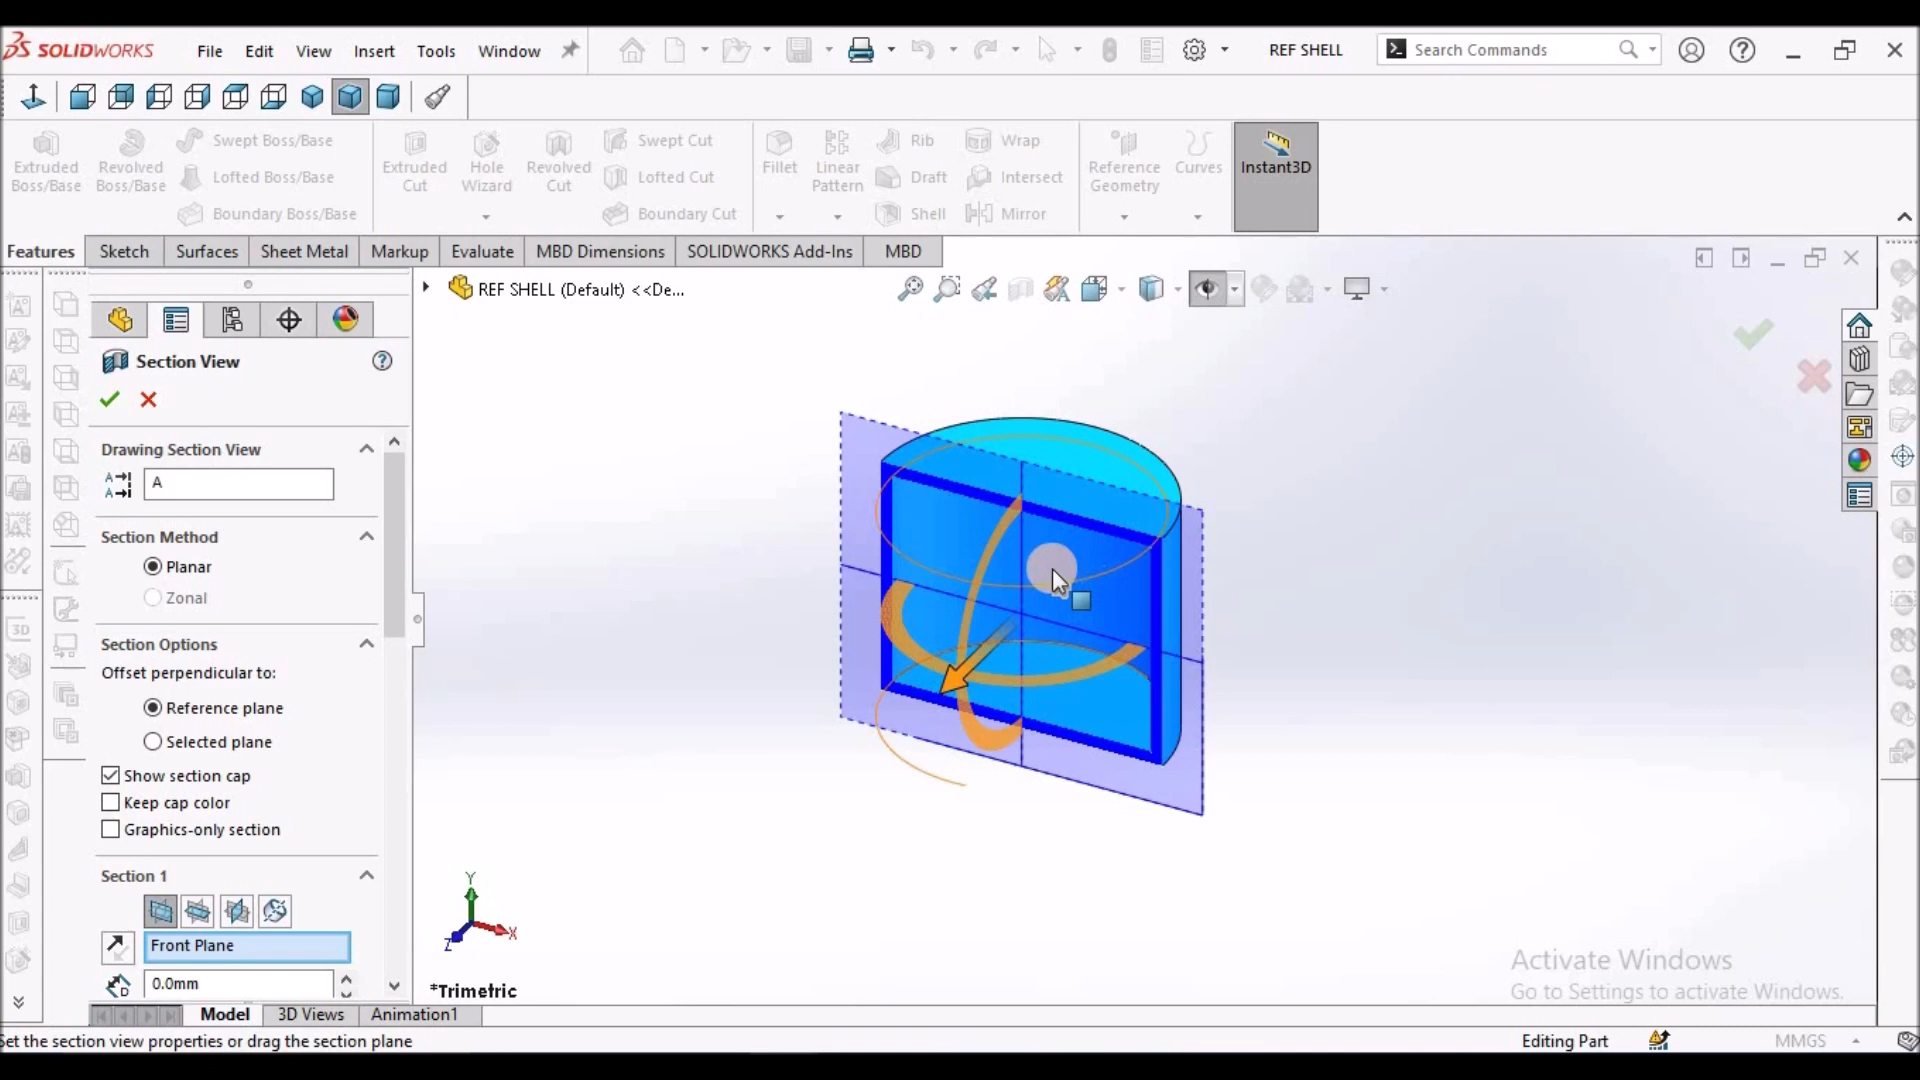 SOLIDWORKS
File Edit View Insert Tools Window
REF SHELL
Search Commands
Extruded Boss/Base
Revolved Boss/Base
Swept Boss/Base
Lofted Boss/Base
Boundary Boss/Base
Extruded Cut
Hole Wizard
Revolved Cut
Swept Cut
Lofted Cut
Boundary Cut
Fillet
Linear Pattern
Rib
Draft
Shell
Wrap
Intersect
Mirror
Reference Geometry
Curves
Instant3D
Features Sketch Surfaces Sheet Metal Markup Evaluate MBD Dimensions SOLIDWORKS Add-Ins MBD
REF SHELL (Default) <<De...
Section View
Drawing Section View
A
Section Method
Planar
Zonal
Section Options
Offset perpendicular to:
Reference plane
Selected plane
Show section cap
Keep cap color
Graphics-only section
Section 1
Front Plane
0.0mm
Y
X
Z
*Trimetric
Activate Windows
Go to Settings to activate Windows.
Model 3D Views Animation1
Set the section view properties or drag the section plane
Editing Part
MMGS